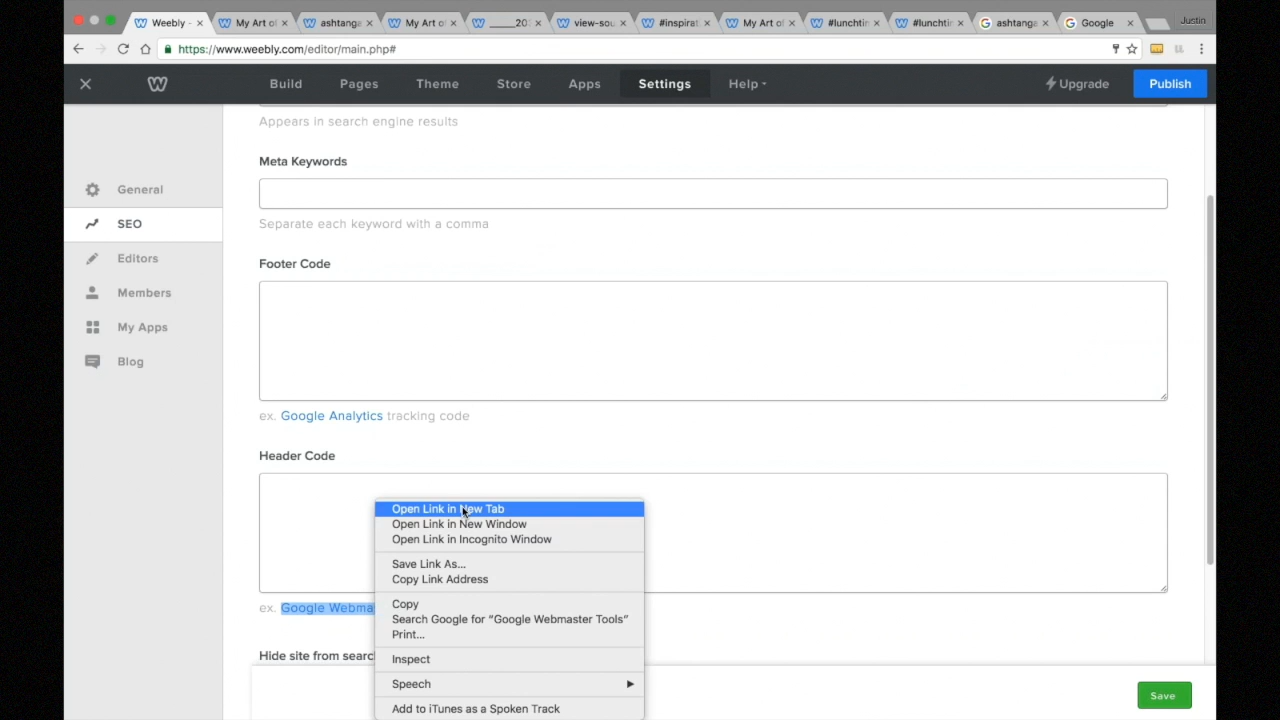 Weebly -
My Art of
ashtanga
My Art of
_____20
view-sou
#inspirat
My Art of
#lunchtin
#lunchtin
ashtanga
Google
Justin
https://www.weebly.com/editor/main.php#
Build
Pages
Theme
Store
Apps
Settings
Help
Upgrade
Publish
Appears in search engine results
Meta Keywords
General
SEO
Separate each keyword with a comma
Editors
Footer Code
Members
My Apps
Blog
ex. Google Analytics tracking code
Header Code
Open Link in New Tab
Open Link in New Window
Open Link in Incognito Window
Save Link As...
Copy Link Address
ex. Google Webma
Copy
Search Google for “Google Webmaster Tools”
Print...
Hide site from searc
Inspect
Speech
Save
Add to iTunes as a Spoken Track